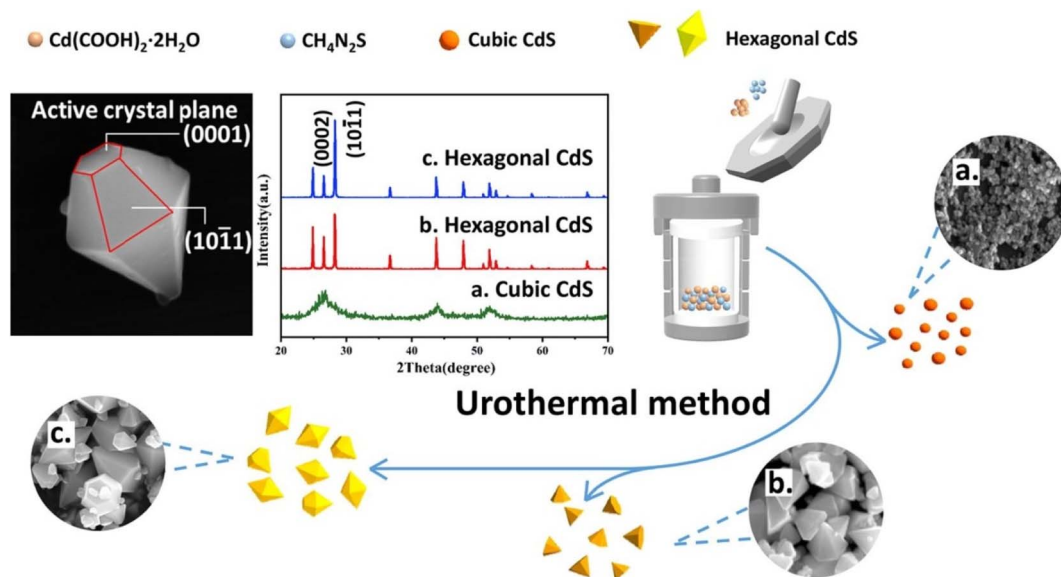 Cd(COOH)₂·2H₂O
CH₄N₂S
Cubic CdS
Hexagonal CdS
Active crystal plane
(0001)
(101̄1)
(0002)
(101̄1)
c. Hexagonal CdS
b. Hexagonal CdS
a. Cubic CdS
Intensity(a.u.)
20 30 40 50 60 70
2Theta(degree)
a.
Urothermal method
c.
b.